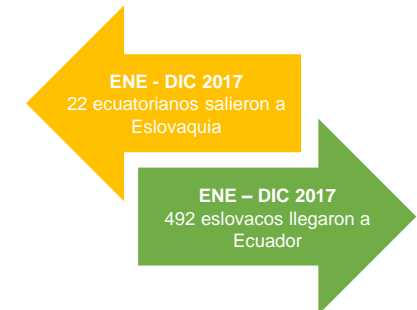 ENE - DIC 2017
22 ecuatorianos salieron a
Eslovaquia
ENE – DIC 2017
492 eslovacos llegaron a
Ecuador